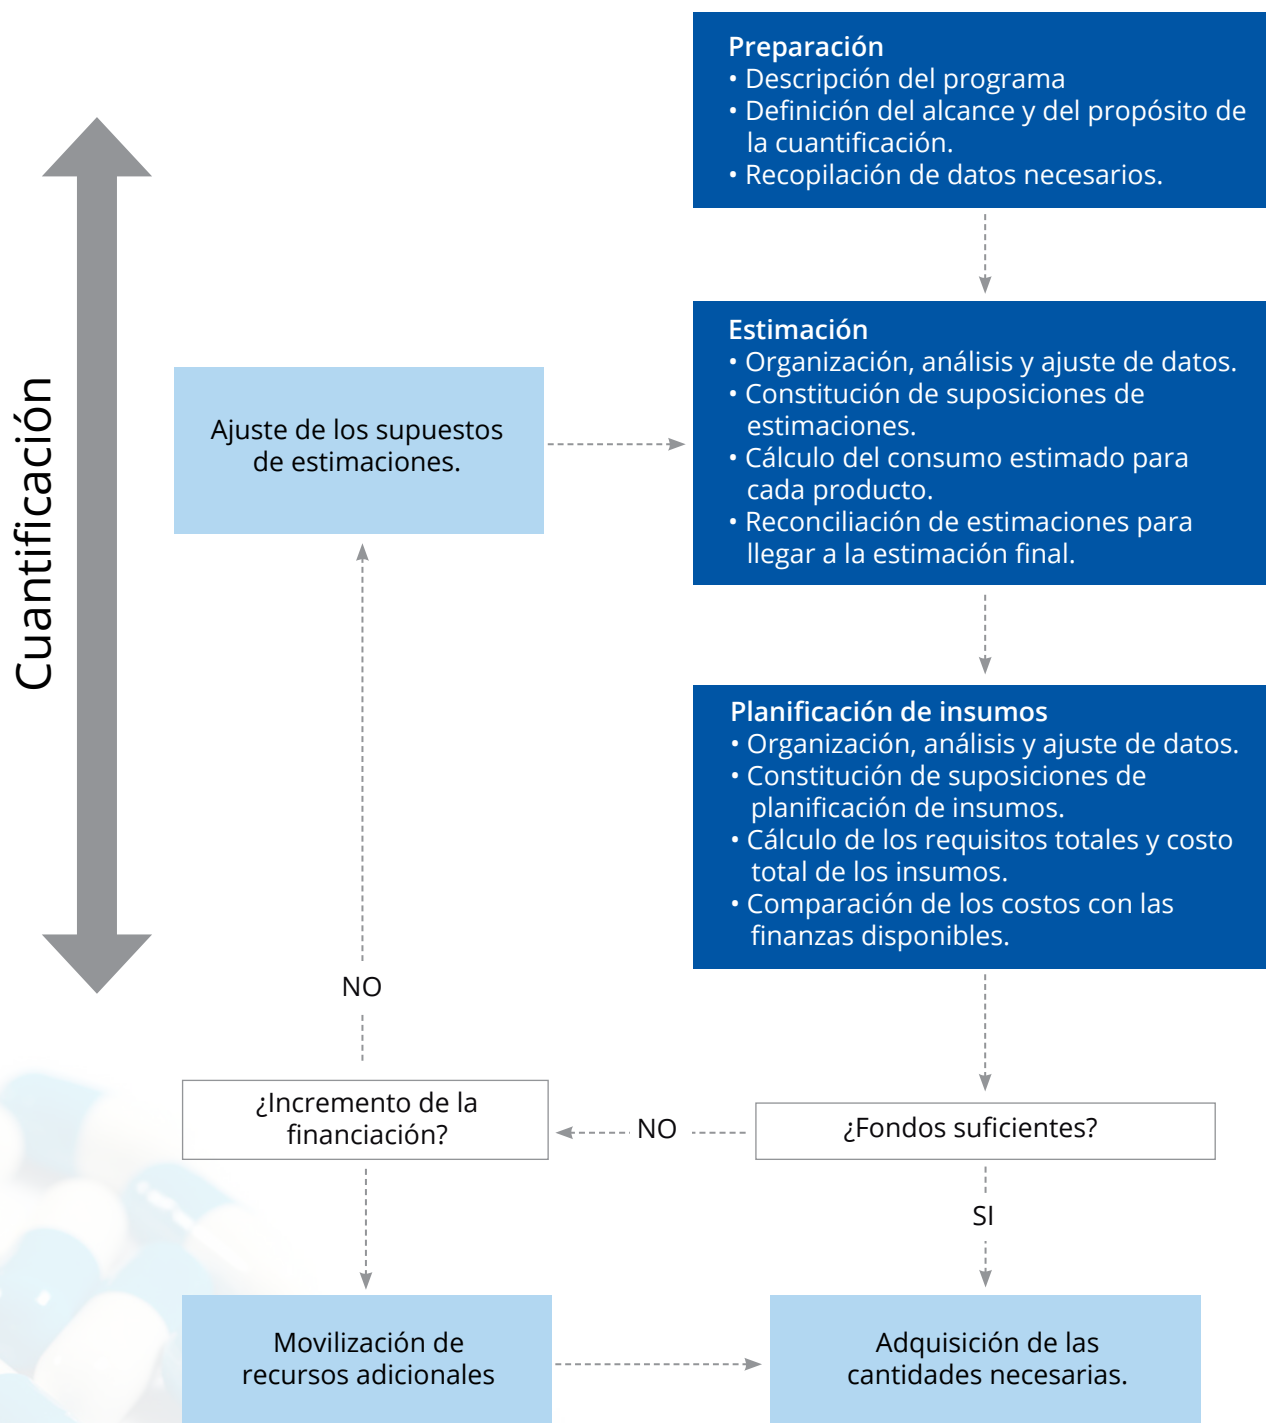 Preparación
• Descripción del programa
• Definición del alcance y del propósito de
la cuantificación.
• Recopilación de datos necesarios.
Cuantificación
Estimación
• Organización, análisis y ajuste de datos.
• Constitución de suposiciones de
estimaciones.
• Cálculo del consumo estimado para
cada producto.
• Reconciliación de estimaciones para
llegar a la estimación final.
Ajuste de los supuestos
de estimaciones.
Planificación de insumos
• Organización, análisis y ajuste de datos.
• Constitución de suposiciones de
planificación de insumos.
• Cálculo de los requisitos totales y costo
total de los insumos.
• Comparación de los costos con las
finanzas disponibles.
NO
¿Incremento de la
financiación?
NO
¿Fondos suficientes?
SI
Movilización de
recursos adicionales
Adquisición de las
cantidades necesarias.